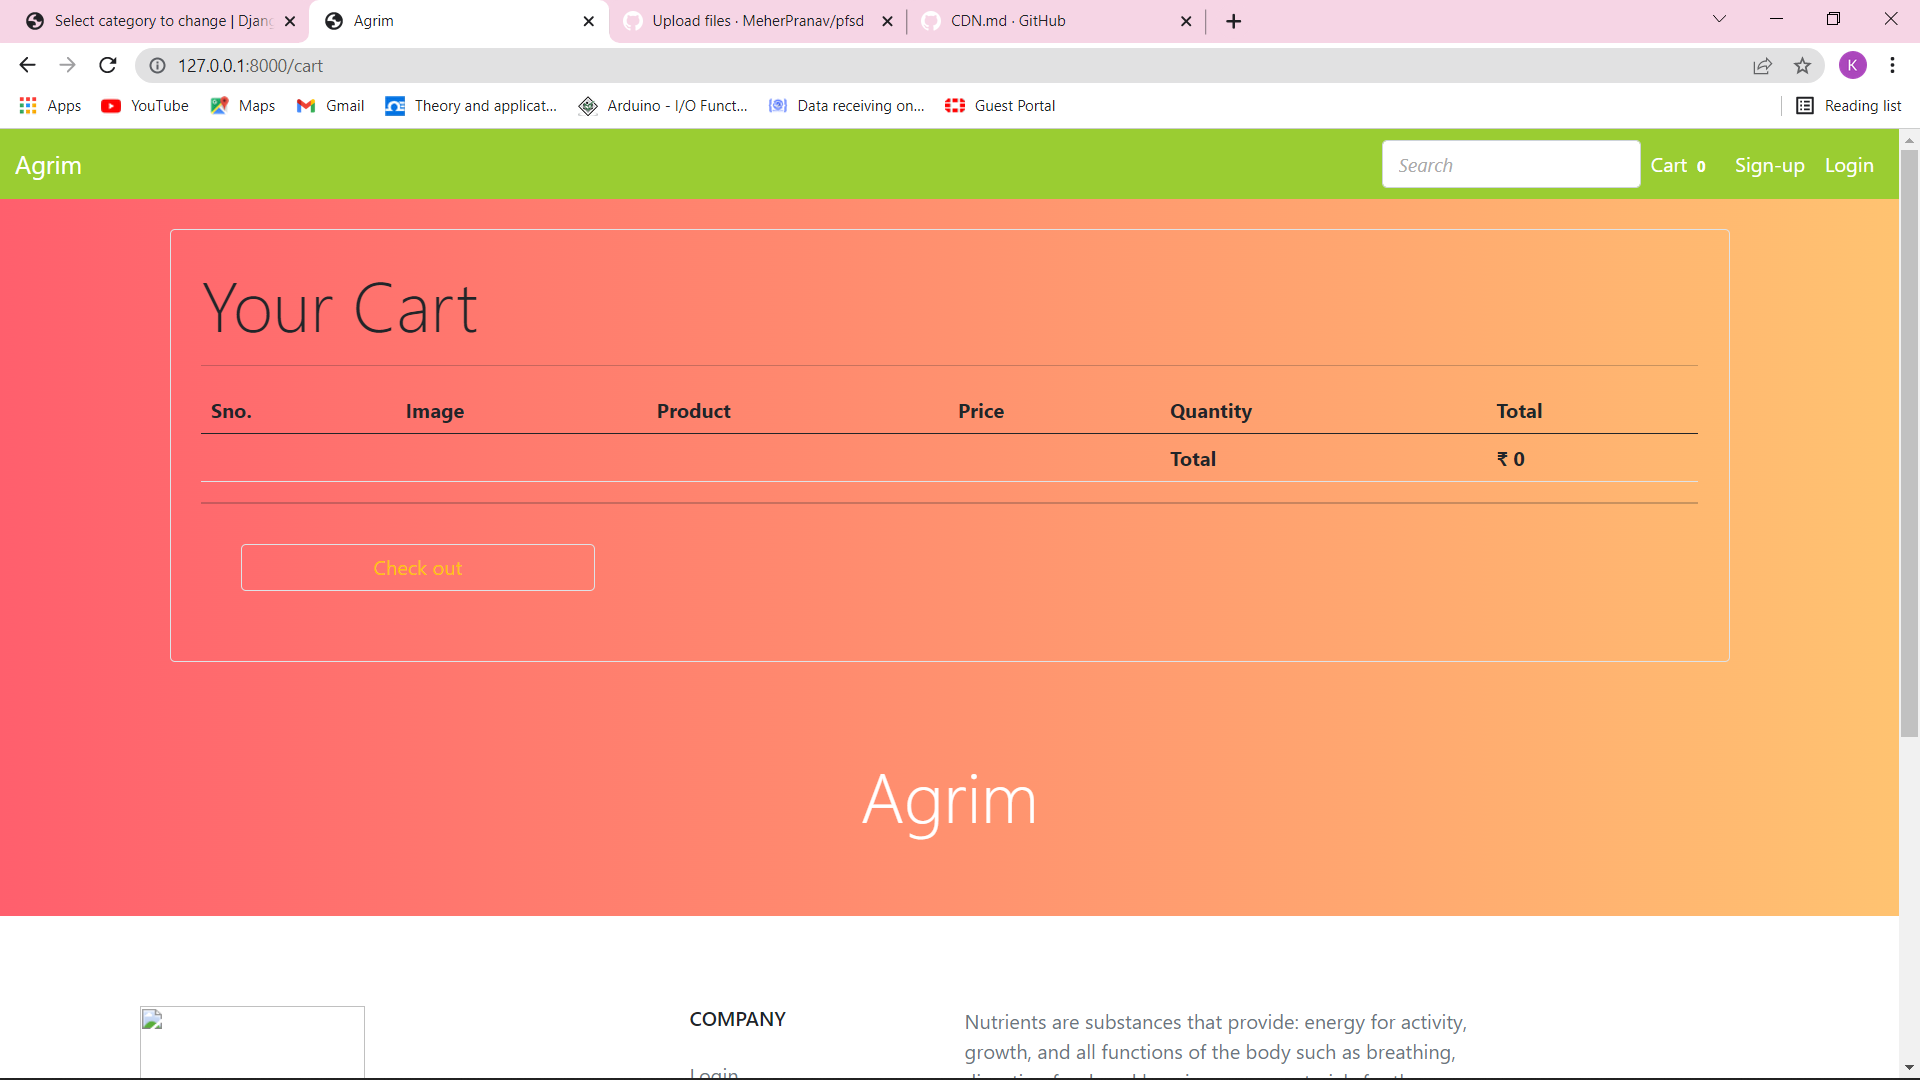 Select category to change | Djang
Agrim
Upload files · MeherPranav/pfsd
CDN.md · GitHub
127.0.0.1:8000/cart
K
Apps
YouTube
Maps
Gmail
Theory and applicat...
Arduino - I/O Funct...
Data receiving on...
Guest Portal
Reading list
Agrim
Search
Cart 0
Sign-up
Login
Your Cart
Sno. Image Product Price Quantity Total
Total ₹ 0
Check out
Agrim
COMPANY
Login
Nutrients are substances that provide: energy for activity,
growth, and all functions of the body such as breathing,